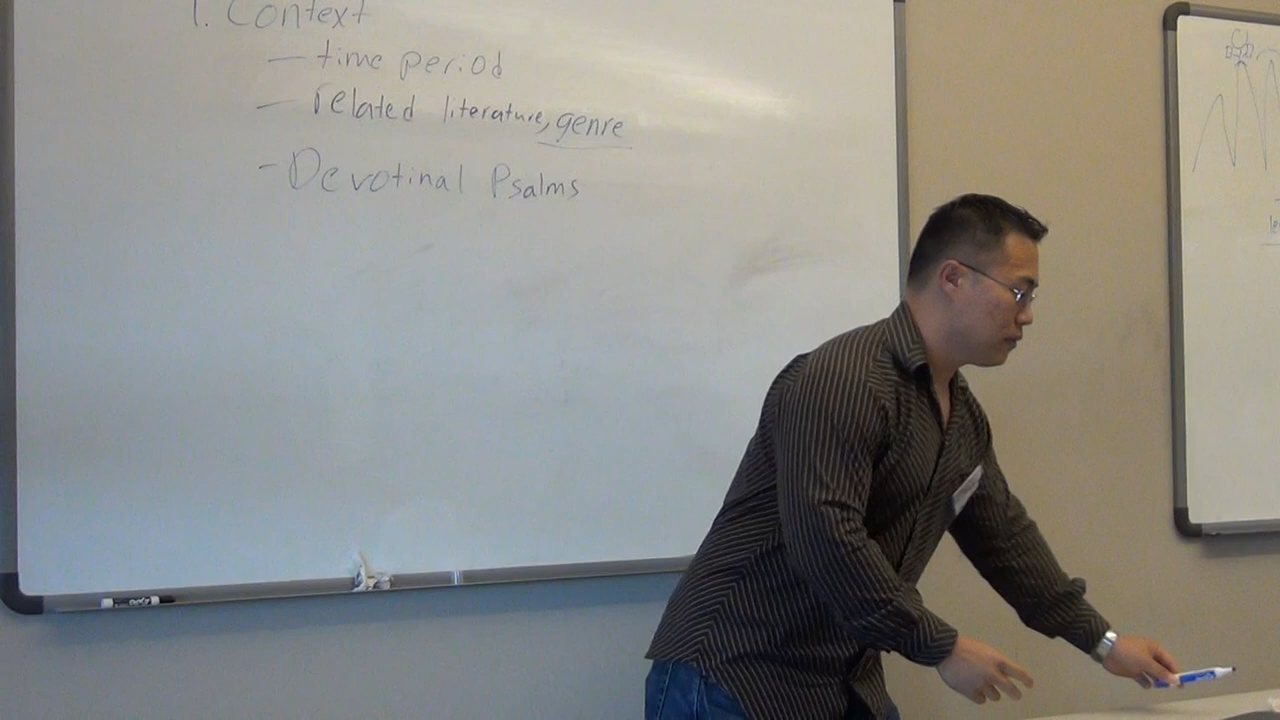 1. Context
— time period
— related literature, genre
- Devotinal Psalms